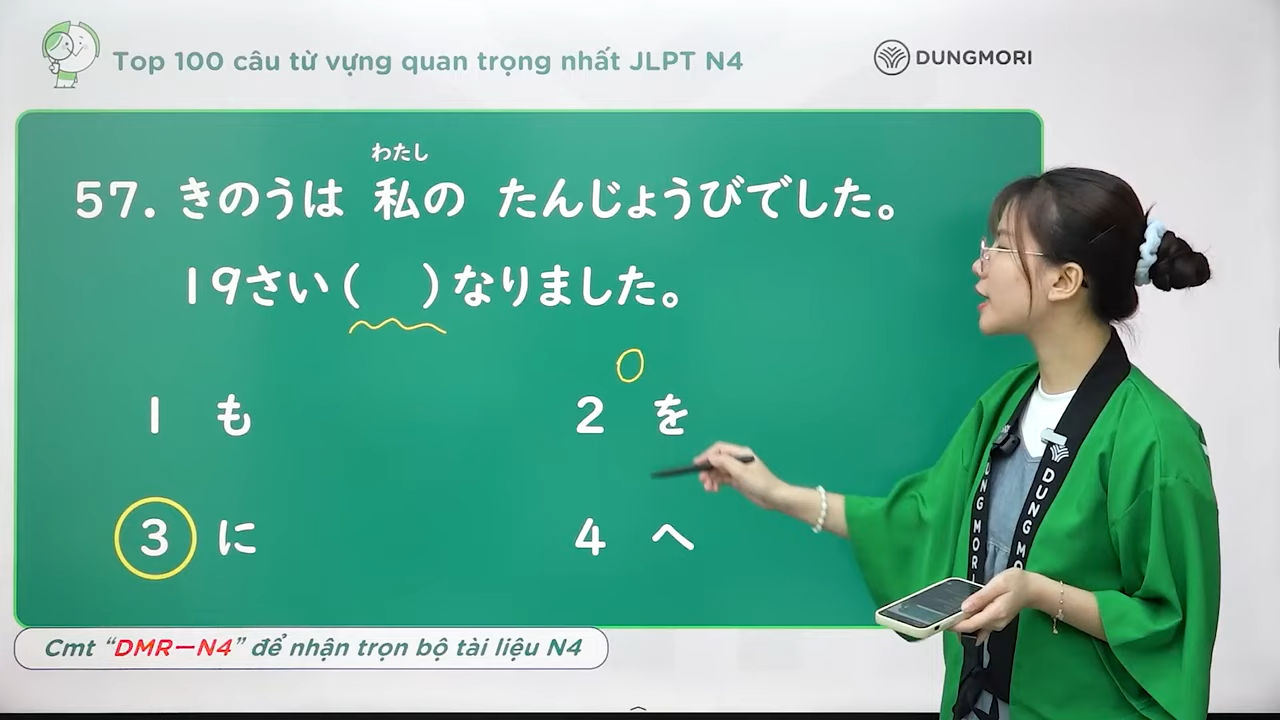 Top 100 câu từ vựng quan trọng nhất JLPT N4
DUNGMORI
わたし
57. きのうは 私の たんじょうびでした。
19さい(　)なりました。
1 も
2 を
3 に
4 へ
Cmt “DMR–N4” để nhận trọn bộ tài liệu N4
DUNGMORI
DUNGMO